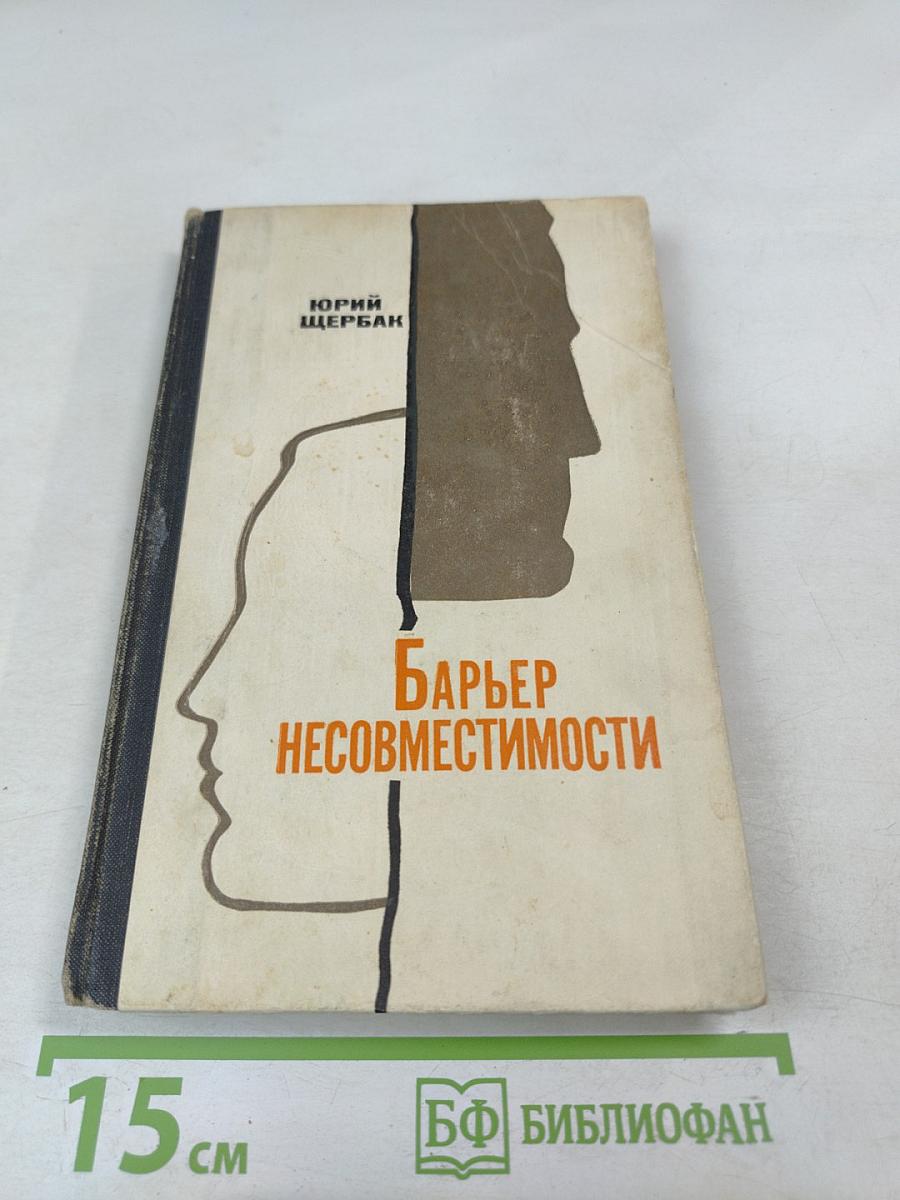 ЮРИЙ
ЩЕРБАК
БАРЬЕР
НЕСОВМЕСТИМОСТИ
15 см
БФ БИБЛИОФАН